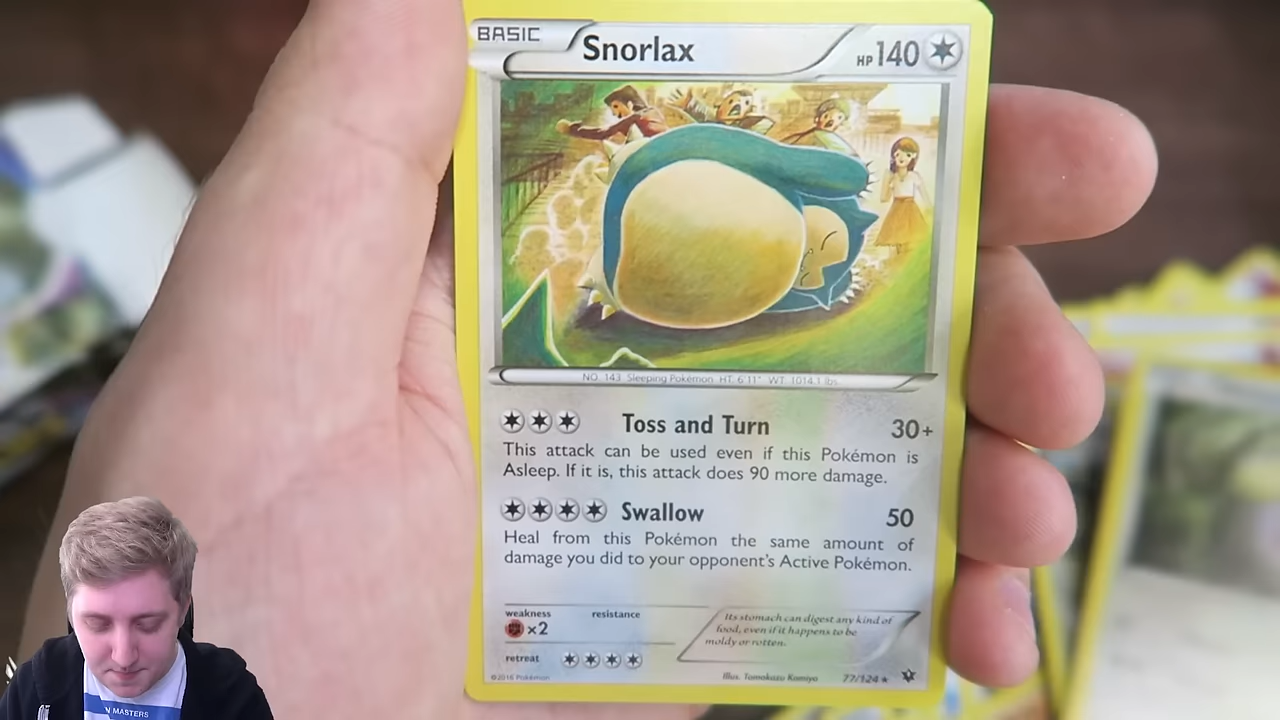 BASIC
Snorlax
HP 140
NO. 143 Sleeping Pokémon HT. 6'11" WT. 1014.1 lbs.
Toss and Turn 30+
This attack can be used even if this Pokémon is
Asleep. If it is, this attack does 90 more damage.
Swallow 50
Heal from this Pokémon the same amount of
damage you did to your opponent's Active Pokémon.
weakness resistance
×2
Its stomach can digest any kind of
food, even if it happens to be
moldy or rotten.
retreat
©2016 Pokémon
Illus. Tomokazu Komiya
77/124 ★
N MASTERS